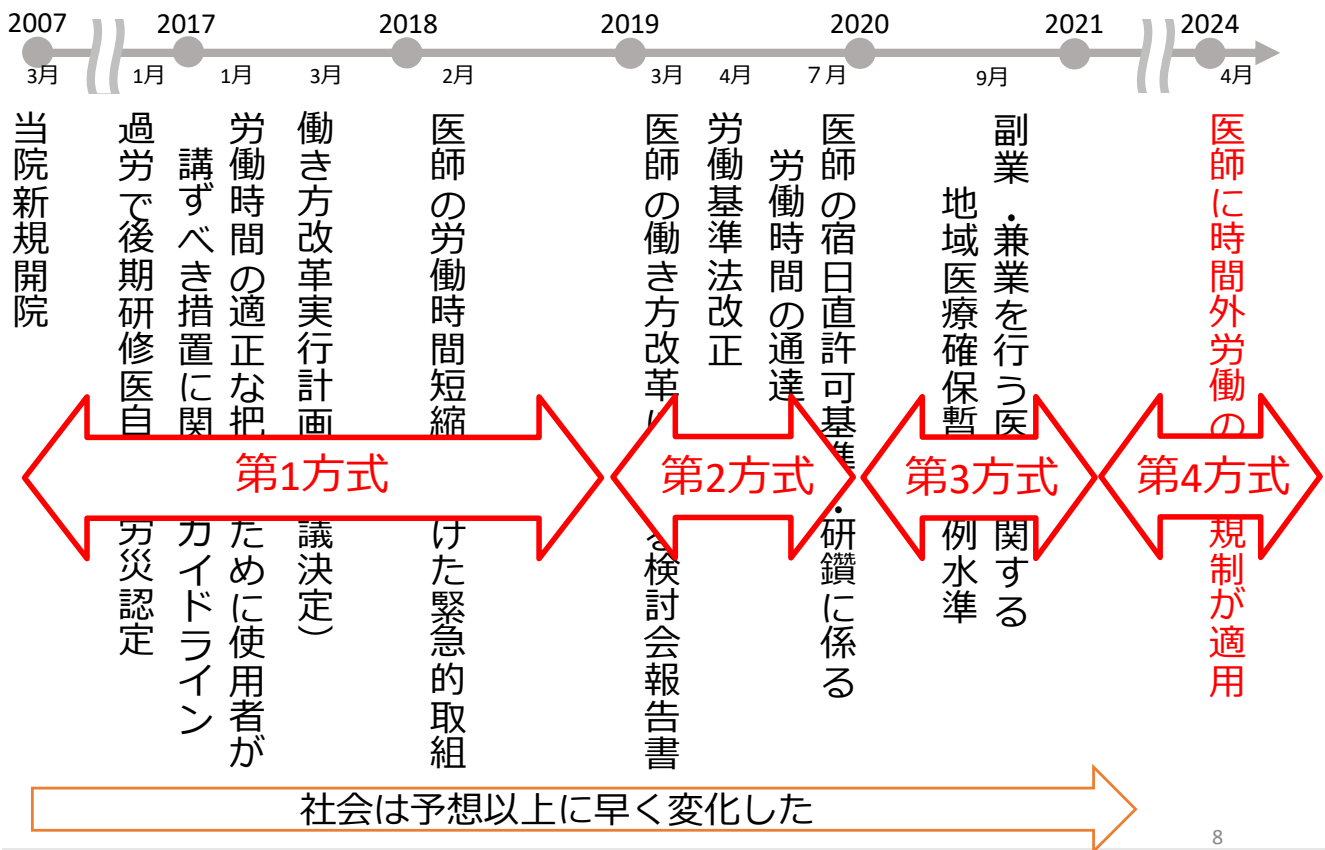 2007
2017
2018
2019
2020
2021
2024
3月
1月
1月
3月
2月
3月
4月
7月
9月
4月
当院新規開院
過労で後期研修医自 労災認定
労働時間の適正な把 ために使用者が
講ずべき措置に関 ガイドライン
働き方改革実行計画 議決定）
医師の労働時間短縮 けた緊急的取組
医師の働き方改革 る検討会報告書
労働基準法改正
医師の宿日直許可基準 ・研鑽に係る
労働時間の通達
副業・兼業を行う医 関する
地域医療確保暫 例水準
医師に時間外労働の 規制が適用
第1方式
第2方式
第3方式
第4方式
社会は予想以上に早く変化した
8